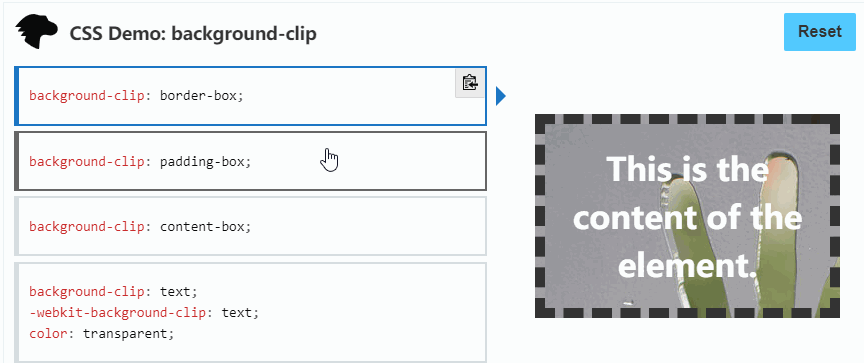 CSS Demo: background-clip
Reset
background-clip: border-box;
background-clip: padding-box;
background-clip: content-box;
background-clip: text;
-webkit-background-clip: text;
color: transparent;
This is the
content of the
element.